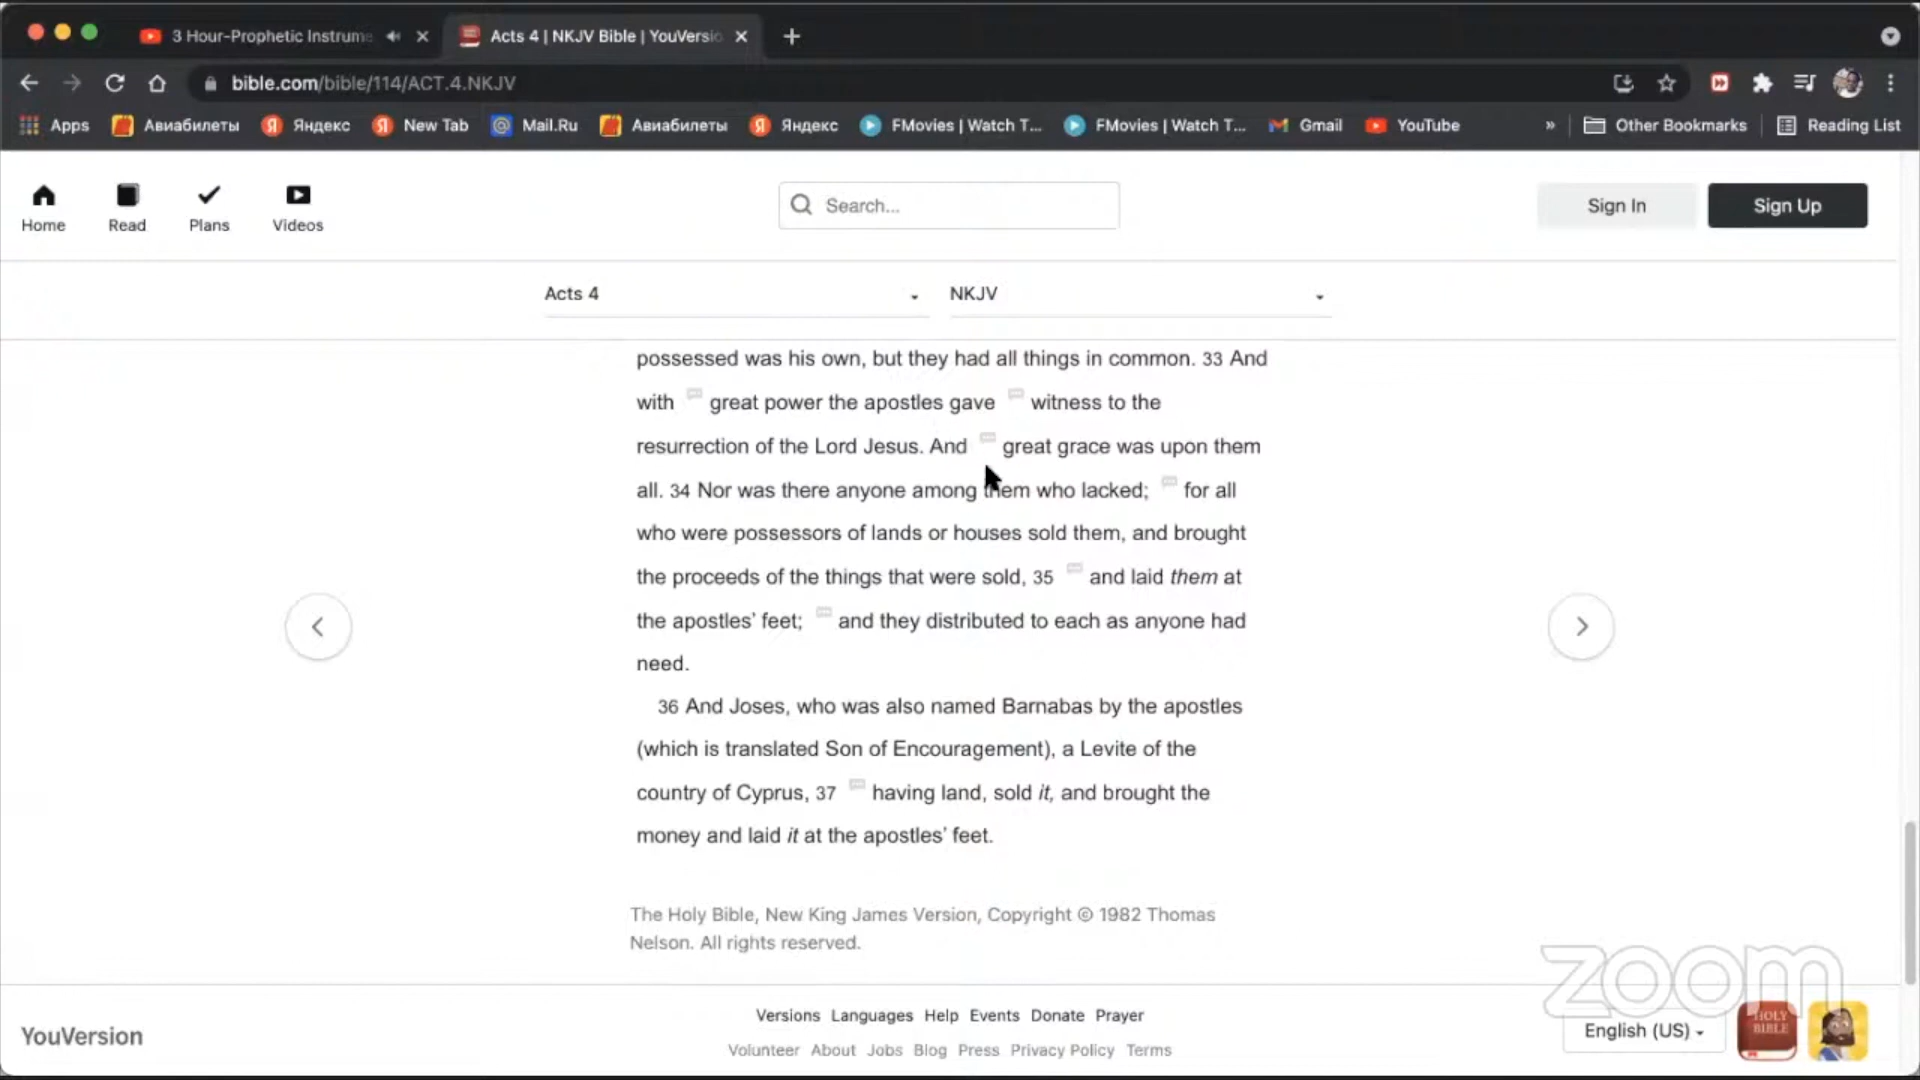 3 Hour-Prophetic Instrume
Acts 4 | NKJV Bible | YouVersio
bible.com/bible/114/ACT.4.NKJV
Apps Авиабилеты Яндекс New Tab Mail.Ru Авиабилеты Яндекс FMovies | Watch T... FMovies | Watch T... Gmail YouTube » Other Bookmarks Reading List
Home Read Plans Videos
Search...
Sign In Sign Up
Acts 4 NKJV
possessed was his own, but they had all things in common. 33 And
with great power the apostles gave witness to the
resurrection of the Lord Jesus. And great grace was upon them
all. 34 Nor was there anyone among them who lacked; for all
who were possessors of lands or houses sold them, and brought
the proceeds of the things that were sold, 35 and laid them at
the apostles’ feet; and they distributed to each as anyone had
need.
36 And Joses, who was also named Barnabas by the apostles
(which is translated Son of Encouragement), a Levite of the
country of Cyprus, 37 having land, sold it, and brought the
money and laid it at the apostles’ feet.
The Holy Bible, New King James Version, Copyright © 1982 Thomas
Nelson. All rights reserved.
zoom
Versions Languages Help Events Donate Prayer
YouVersion
English (US)
HOLY
BIBLE
Volunteer About Jobs Blog Press Privacy Policy Terms